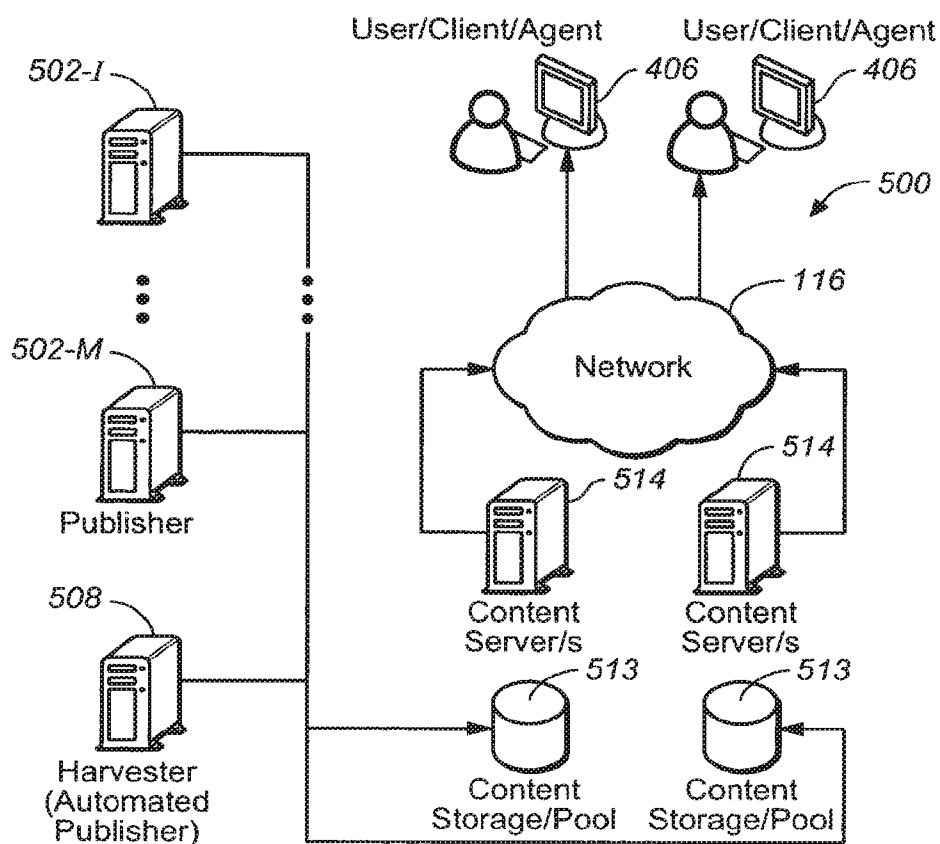 User/Client/Agent
User/Client/Agent
502-1
406
406
500
116
Network
502-M
Publisher
514
514
Content
Server/s
Content
Server/s
508
Harvester
(Automated
Publisher)
513
513
Content
Storage/Pool
Content
Storage/Pool